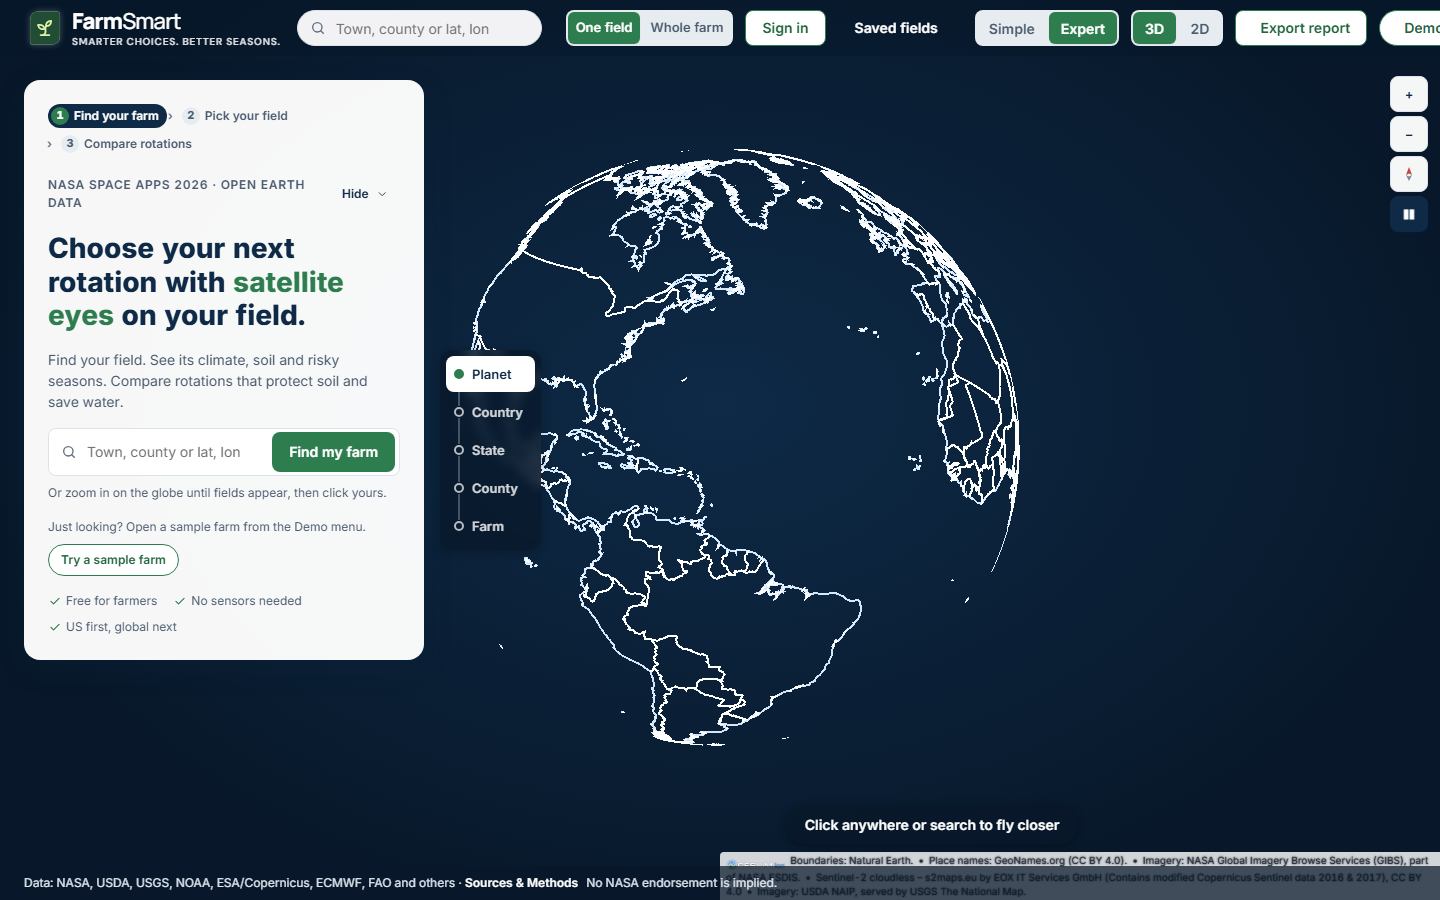 FarmSmart
SMARTER CHOICES. BETTER SEASONS.
Town, county or lat, lon
One field
Whole farm
Sign in
Saved fields
Simple
Expert
3D
2D
Export report
1 Find your farm
› 2 Pick your field
› 3 Compare rotations
NASA SPACE APPS 2026 · OPEN EARTH
DATA
Hide
Choose your next
rotation with satellite
eyes on your field.
Find your field. See its climate, soil and risky
seasons. Compare rotations that protect soil and
save water.
Town, county or lat, lon
Find my farm
Or zoom in on the globe until fields appear, then click yours.
Just looking? Open a sample farm from the Demo menu.
Try a sample farm
✓ Free for farmers
✓ No sensors needed
✓ US first, global next
Planet
Country
State
County
Farm
+
−
Click anywhere or search to fly closer
Data: NASA, USDA, USGS, NOAA, ESA/Copernicus, ECMWF, FAO and others · Sources & Methods No NASA endorsement is implied.
Boundaries: Natural Earth. • Place names: GeoNames.org (CC BY 4.0). • Imagery: NASA Global Imagery Browse Services (GIBS), part
NASA ESDIS. • Sentinel-2 cloudless – s2maps.eu by EOX IT Services GmbH (Contains modified Copernicus Sentinel data 2016 & 2017), CC BY
4.0 • Imagery: USDA NAIP, served by USGS The National Map.